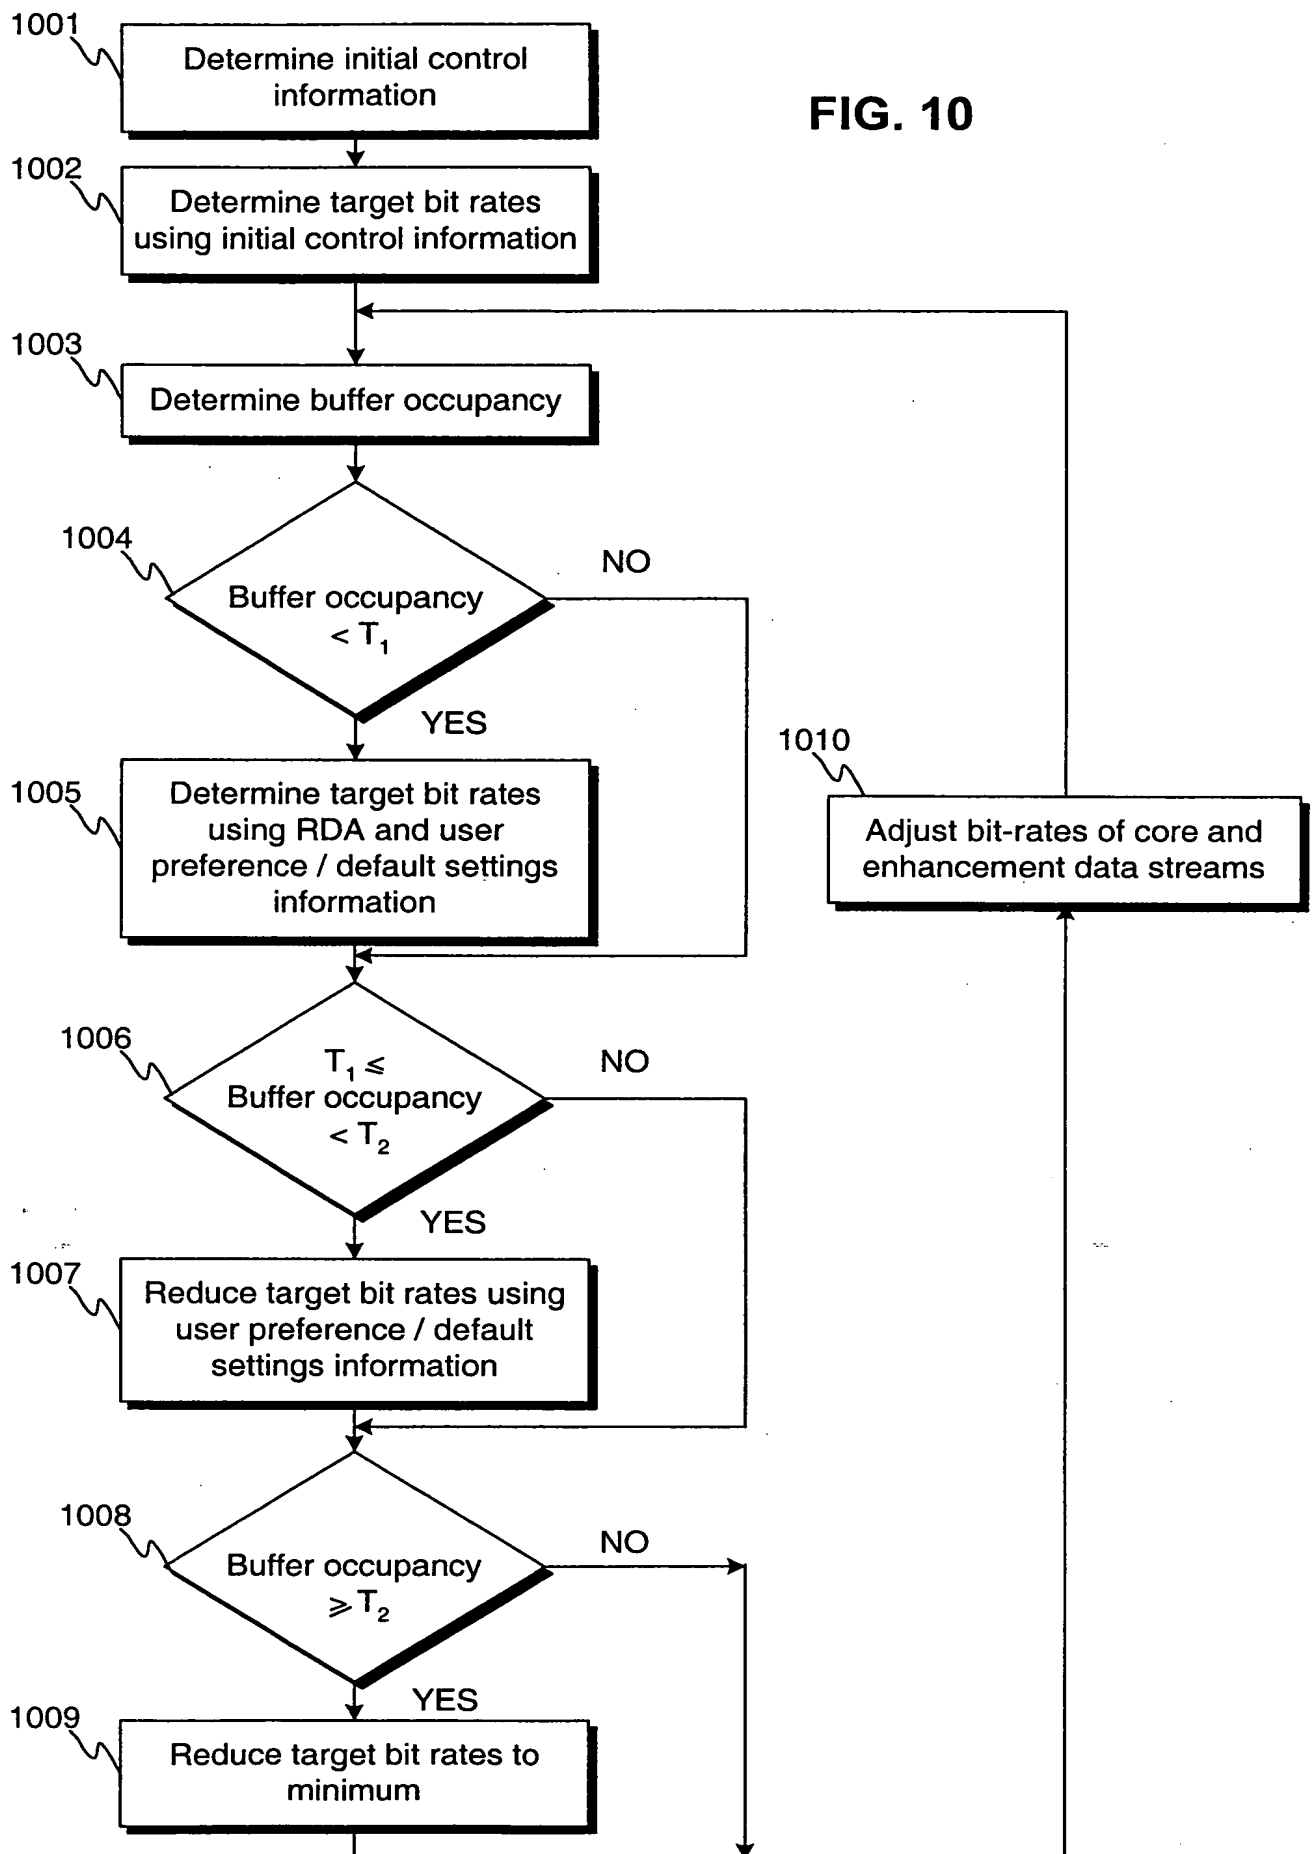 FIG. 10
1001
Determine initial control
information
1002
Determine target bit rates
using initial control information
1003
Determine buffer occupancy
1004
Buffer occupancy
< T₁
NO
YES
1005
Determine target bit rates
using RDA and user
preference / default settings
information
1010
Adjust bit-rates of core and
enhancement data streams
1006
T₁ ⩽
Buffer occupancy
< T₂
NO
YES
1007
Reduce target bit rates using
user preference / default
settings information
1008
Buffer occupancy
⩾ T₂
NO
YES
1009
Reduce target bit rates to
minimum